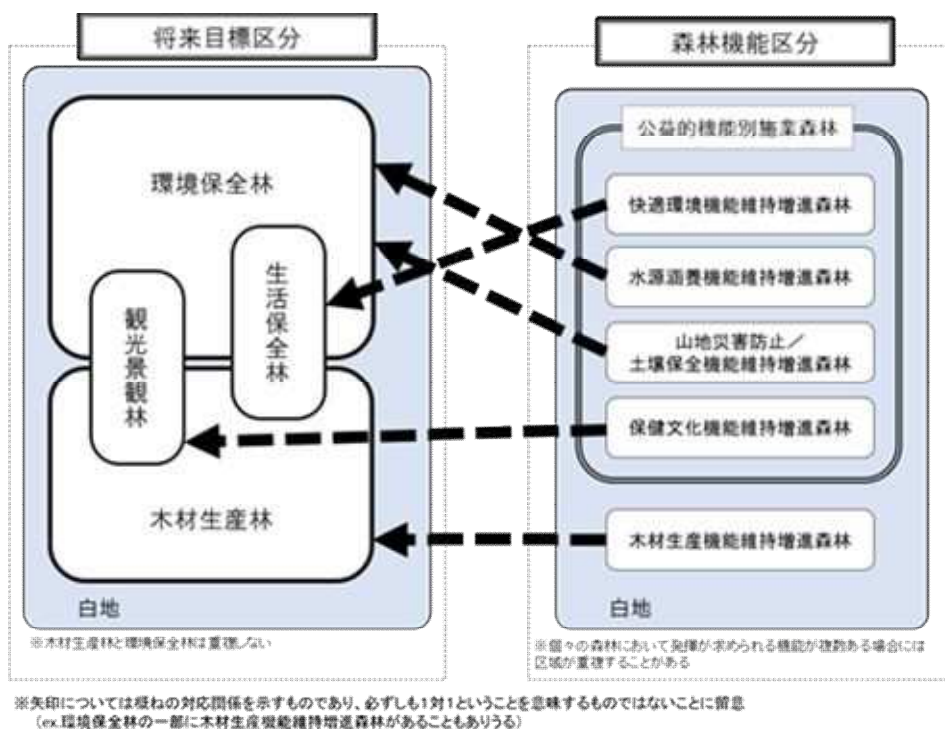 将来目標区分
環境保全林
生活保全林
観光景観林
木材生産林
白地
※木材生産林と環境保全林は重複しない
森林機能区分
公益的機能別施業森林
快適環境機能維持増進森林
水源涵養機能維持増進森林
山地災害防止／
土壌保全機能維持増進森林
保健文化機能維持増進森林
木材生産機能維持増進森林
白地
※個々の森林において発揮が求められる機能が複数ある場合には
区域が重複することがある
※矢印については概ねの対応関係を示すものであり、必ずしも1対1ということを意味するものではないことに留意
（ex.環境保全林の一部に木材生産機能維持増進森林があることもありうる）